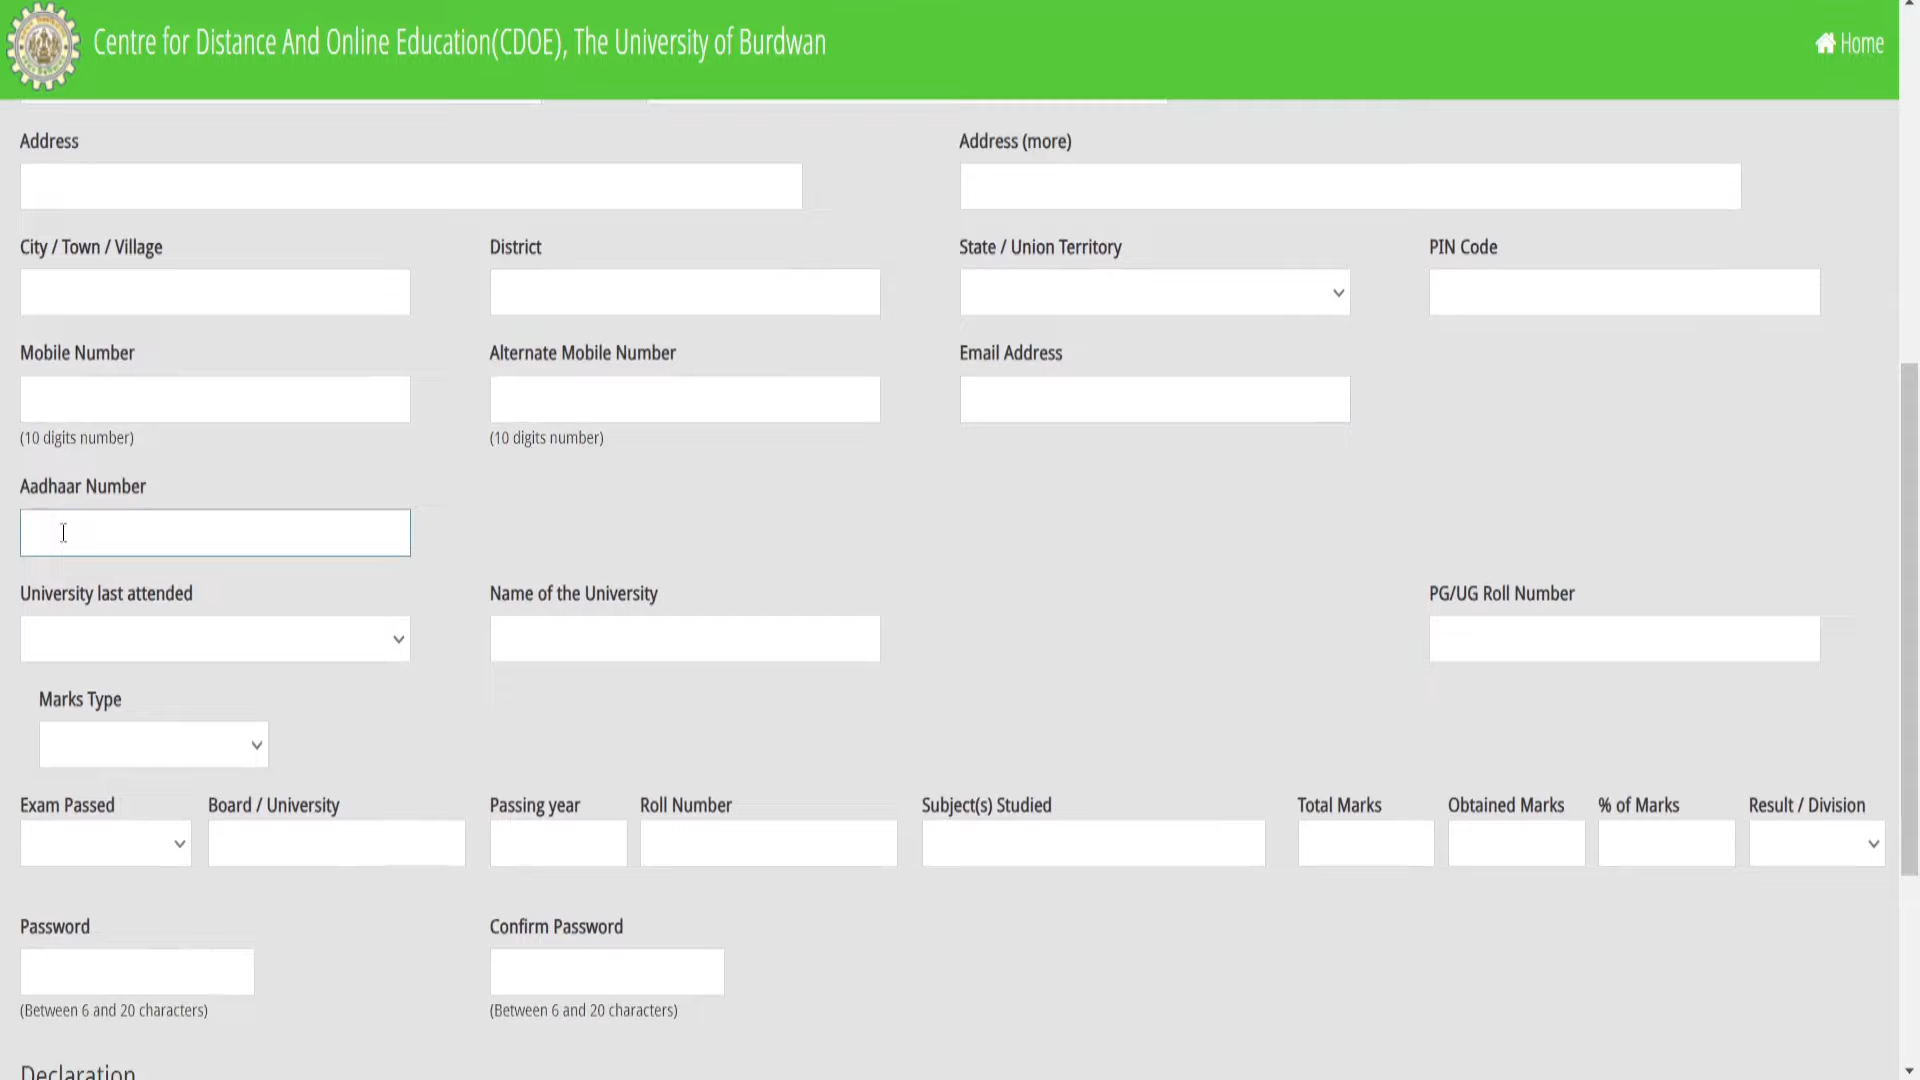 Centre for Distance And Online Education(CDOE), The University of Burdwan
Home
Address
Address (more)
City / Town / Village
District
State / Union Territory
PIN Code
Mobile Number
Alternate Mobile Number
Email Address
(10 digits number)
(10 digits number)
Aadhaar Number
University last attended
Name of the University
PG/UG Roll Number
Marks Type
Exam Passed
Board / University
Passing year
Roll Number
Subject(s) Studied
Total Marks
Obtained Marks
% of Marks
Result / Division
Password
Confirm Password
(Between 6 and 20 characters)
(Between 6 and 20 characters)
Declaration